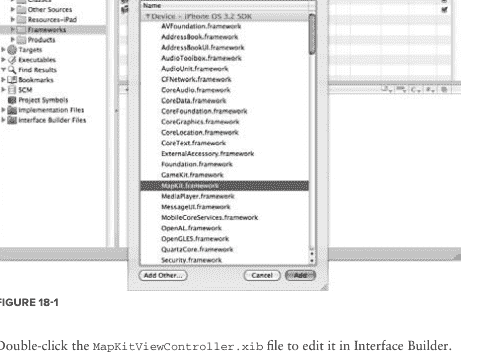 Classes
Other Sources
Resources-iPad
Frameworks
Products
Targets
Executables
Find Results
Bookmarks
SCM
Project Symbols
Implementation Files
Interface Builder Files
Name
Device - iPhone OS 3.2 SDK
AVFoundation.framework
AddressBook.framework
AddressBookUI.framework
AudioToolbox.framework
AudioUnit.framework
CFNetwork.framework
CoreAudio.framework
CoreData.framework
CoreFoundation.framework
CoreGraphics.framework
CoreLocation.framework
CoreText.framework
ExternalAccessory.framework
Foundation.framework
GameKit.framework
MapKit.framework
MediaPlayer.framework
MessageUI.framework
MobileCoreServices.framework
OpenAL.framework
OpenGLES.framework
QuartzCore.framework
Security.framework
Add Other...
Cancel
Add
FIGURE 18-1
Double-click the MapKitViewController.xib file to edit it in Interface Builder.